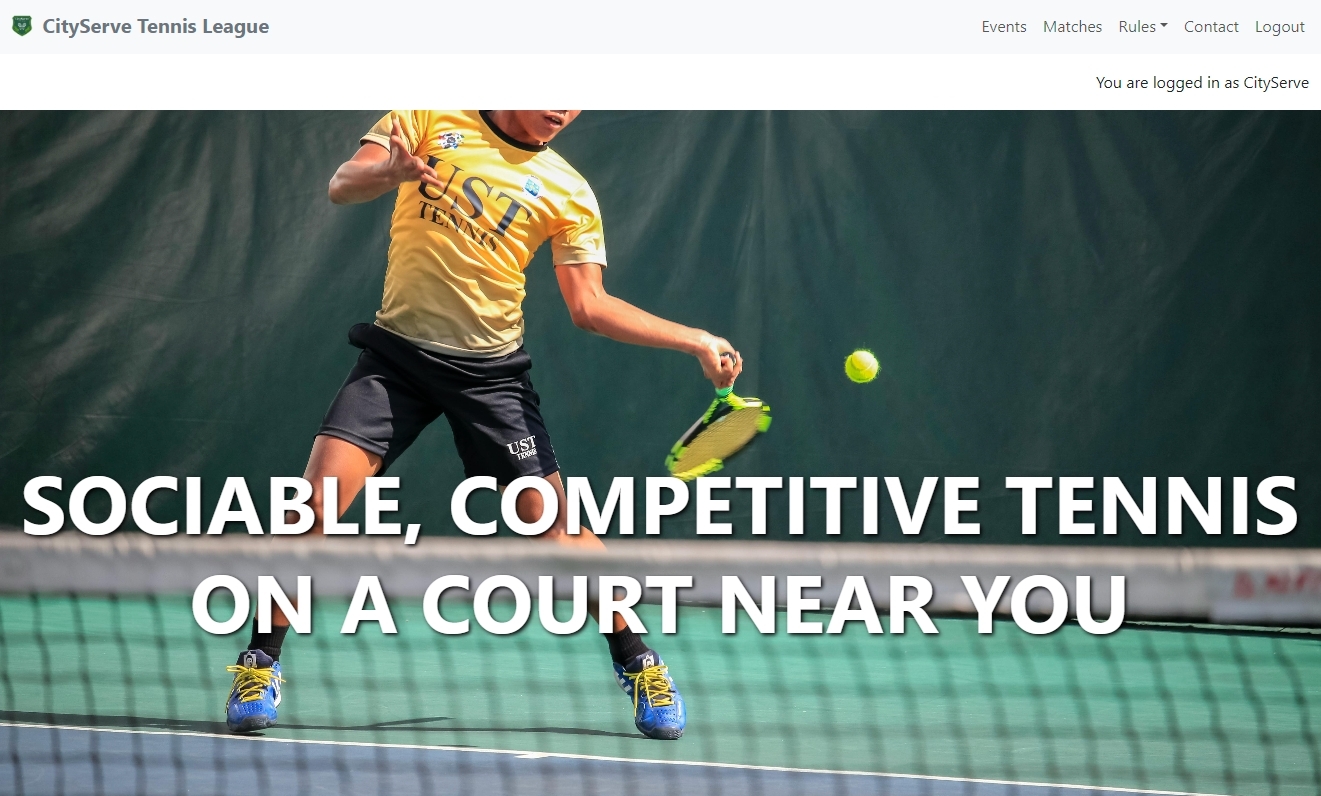 CityServe Tennis League
Events Matches Rules Contact Logout
You are logged in as CityServe
UST
TENNIS
UST
TENNIS
SOCIABLE, COMPETITIVE TENNIS
ON A COURT NEAR YOU